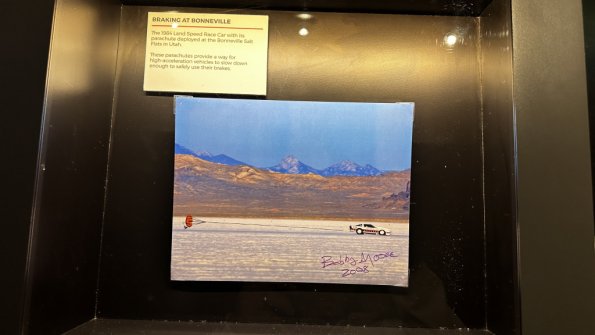 BRAKING AT BONNEVILLE
The 1984 Land Speed Race Car with its
parachute deployed at the Bonneville Salt
Flats in Utah.
These parachutes provide a way for
high-acceleration vehicles to slow down
enough to safely use their brakes.
Bobby Moore
2008